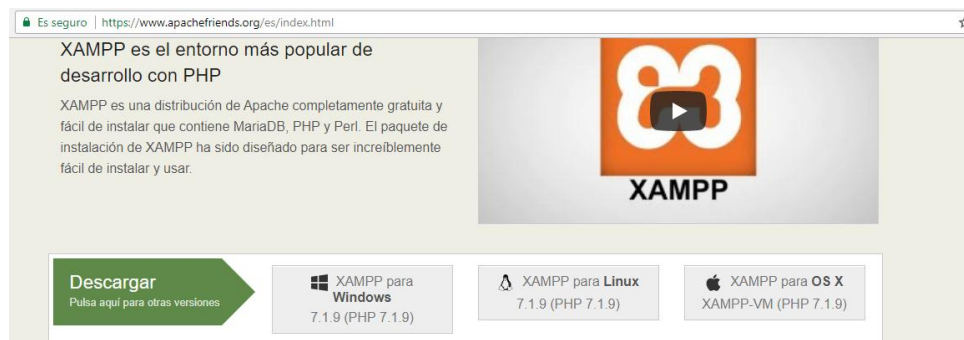 Es seguro | https://www.apachefriends.org/es/index.html
XAMPP es el entorno más popular de
desarrollo con PHP
XAMPP es una distribución de Apache completamente gratuita y
fácil de instalar que contiene MariaDB, PHP y Perl. El paquete de
instalación de XAMPP ha sido diseñado para ser increíblemente
fácil de instalar y usar.
XAMPP
Descargar
Pulsa aquí para otras versiones
XAMPP para
Windows
7.1.9 (PHP 7.1.9)
XAMPP para Linux
7.1.9 (PHP 7.1.9)
XAMPP para OS X
XAMPP-VM (PHP 7.1.9)